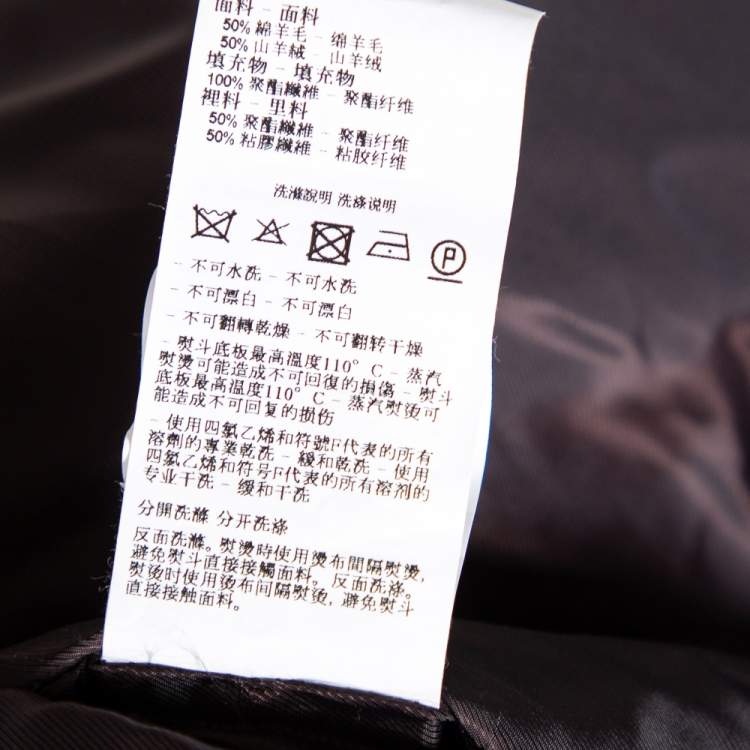 面料 - 面料
50% 綿羊毛 - 绵羊毛
50% 山羊絨 - 山羊绒
填充物 - 填充物
100% 聚酯纖維 - 聚酯纤维
裡料 - 里料
50% 聚酯纖維 - 聚酯纤维
50% 粘膠纖維 - 粘胶纤维
洗滌說明 洗涤说明
P
- 不可水洗 - 不可水洗
- 不可漂白 - 不可漂白
- 不可翻轉乾燥 - 不可翻转干燥
- 熨斗底板最高溫度110° C - 蒸汽
熨燙可能造成不可回復的損傷 - 熨斗
底板最高温度110° C - 蒸汽熨烫可
能造成不可回复的损伤
- 使用四氯乙烯和符號F代表的所有
溶劑的專業乾洗 - 緩和乾洗 - 使用
四氯乙烯和符号F代表的所有溶剂的
专业干洗 - 缓和干洗
分開洗滌 分开洗涤
反面洗滌。熨燙時使用燙布間隔熨燙,
避免熨斗直接接觸面料。反面洗涤。
熨烫时使用烫布间隔熨烫, 避免熨斗
直接接触面料。